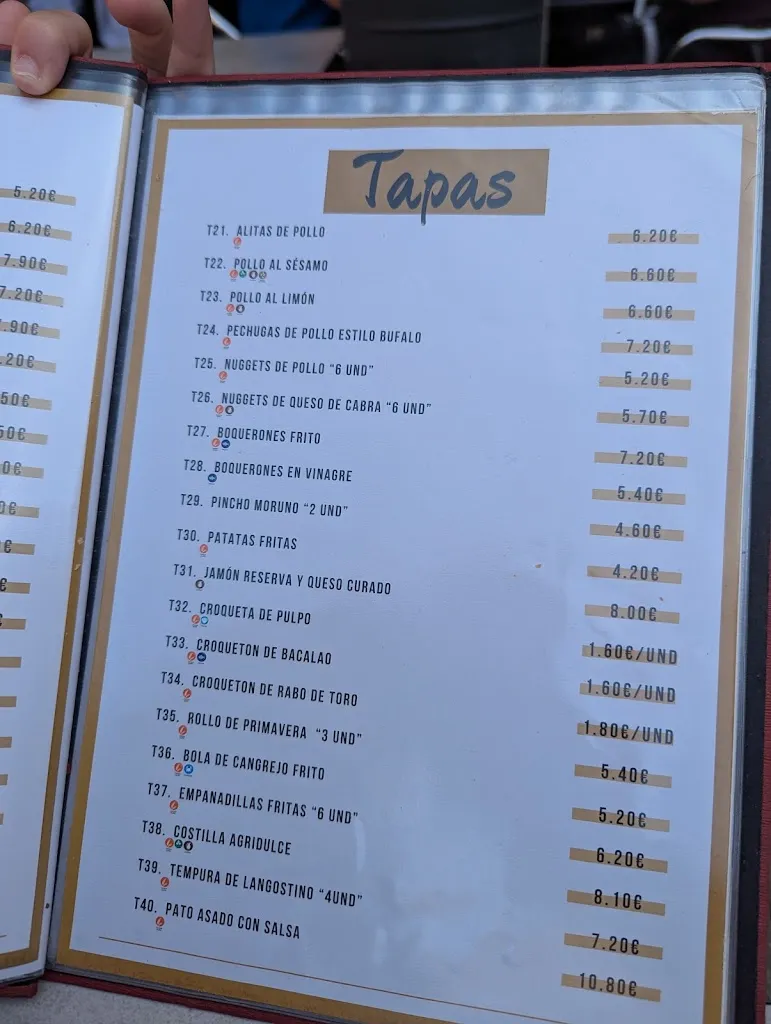 5.20€
6.20€
7.90€
7.20€
.90€
.20€
50€
50€
0€
0€
€
€
Tapas
T21. ALITAS DE POLLO 6.20€
T22. POLLO AL SÉSAMO 6.60€
T23. POLLO AL LIMÓN 6.60€
T24. PECHUGAS DE POLLO ESTILO BUFALO 7.20€
T25. NUGGETS DE POLLO "6 UND" 5.20€
T26. NUGGETS DE QUESO DE CABRA "6 UND" 5.70€
T27. BOQUERONES FRITO 7.20€
T28. BOQUERONES EN VINAGRE 5.40€
T29. PINCHO MORUNO "2 UND" 4.60€
T30. PATATAS FRITAS 4.20€
T31. JAMÓN RESERVA Y QUESO CURADO 8.00€
T32. CROQUETA DE PULPO 1.60€/UND
T33. CROQUETON DE BACALAO 1.60€/UND
T34. CROQUETON DE RABO DE TORO 1.80€/UND
T35. ROLLO DE PRIMAVERA "3 UND" 5.40€
T36. BOLA DE CANGREJO FRITO 5.20€
T37. EMPANADILLAS FRITAS "6 UND" 6.20€
T38. COSTILLA AGRIDULCE 8.10€
T39. TEMPURA DE LANGOSTINO "4UND" 7.20€
T40. PATO ASADO CON SALSA 10.80€